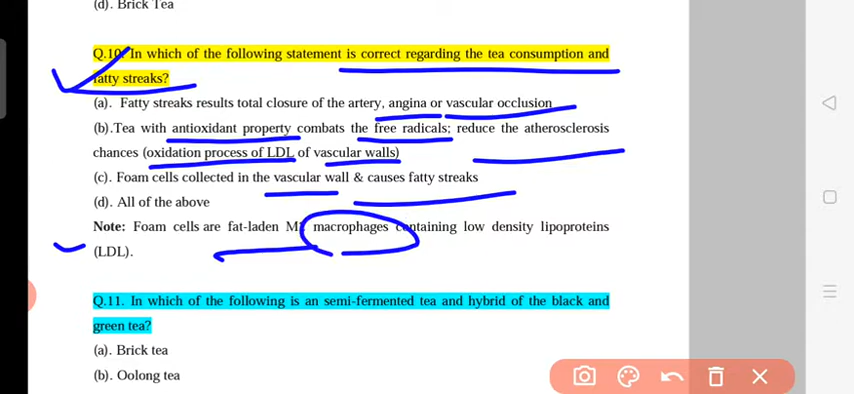 (d). Brick Tea
Q.10. In which of the following statement is correct regarding the tea consumption and
fatty streaks?
(a). Fatty streaks results total closure of the artery, angina or vascular occlusion
(b).Tea with antioxidant property combats the free radicals; reduce the atherosclerosis
chances (oxidation process of LDL of vascular walls)
(c). Foam cells collected in the vascular wall & causes fatty streaks
(d). All of the above
Note: Foam cells are fat-laden macrophages containing low density lipoproteins
(LDL).
Q.11. In which of the following is an semi-fermented tea and hybrid of the black and
green tea?
(a). Brick tea
(b). Oolong tea